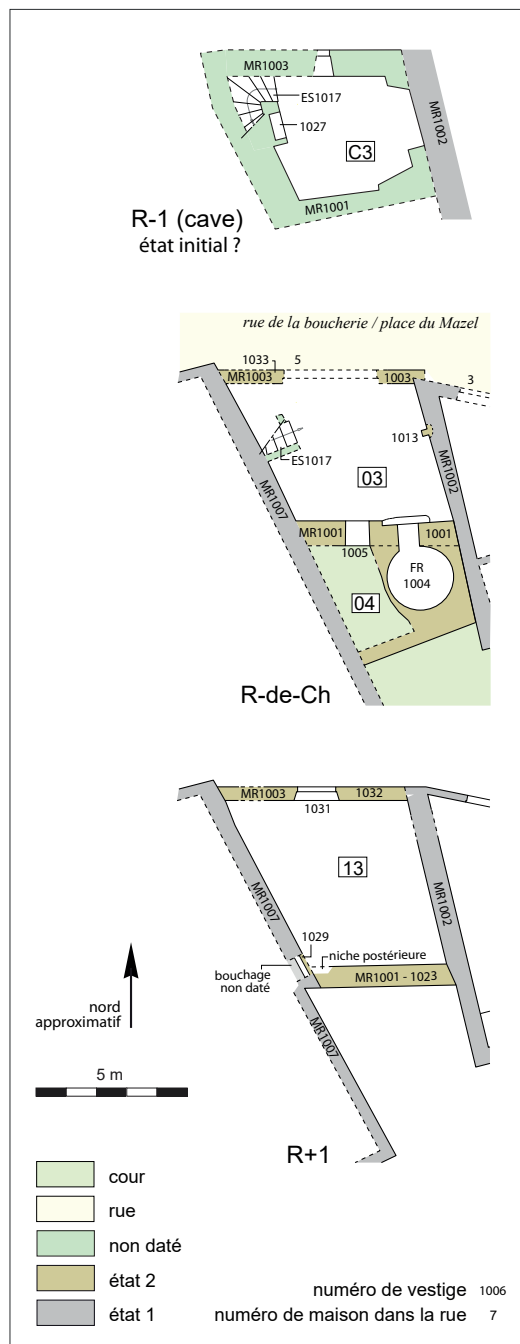 MR1003
ES1017
1027
MR1002
C3
MR1001
R-1 (cave)
état initial ?
rue de la boucherie / place du Mazel
1033 5
MR1003
1003
3
1013
ES1017
MR1002
03
MR1007
MR1001
1001
1005
FR
1004
04
R-de-Ch
MR1003
1032
1031
13
MR1007
MR1002
1029
niche postérieure
bouchage
non daté
MR1001 - 1023
nord
approximatif
MR1007
5 m
R+1
cour
rue
non daté
état 2
état 1
numéro de vestige 1006
numéro de maison dans la rue 7